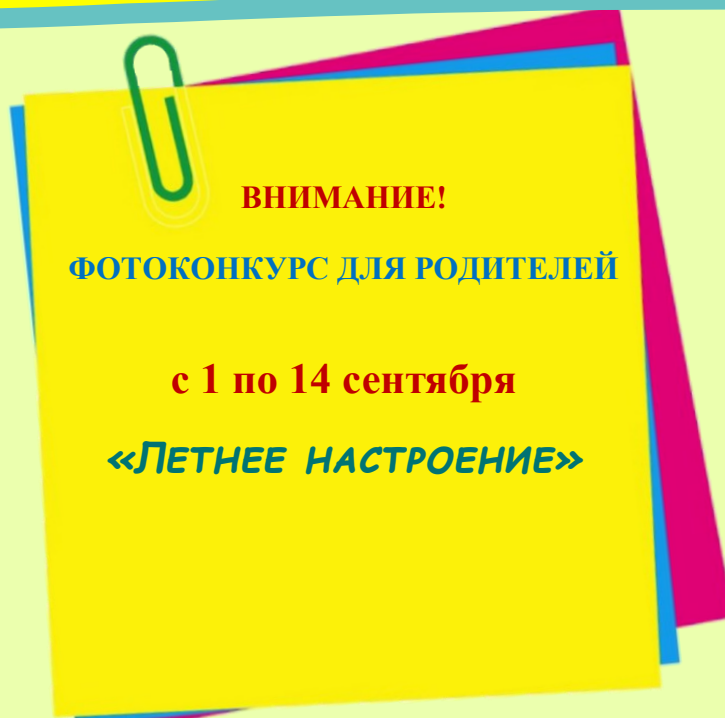 ВНИМАНИЕ!
ФОТОКОНКУРС ДЛЯ РОДИТЕЛЕЙ
с 1 по 14 сентября
«ЛЕТНЕЕ НАСТРОЕНИЕ»